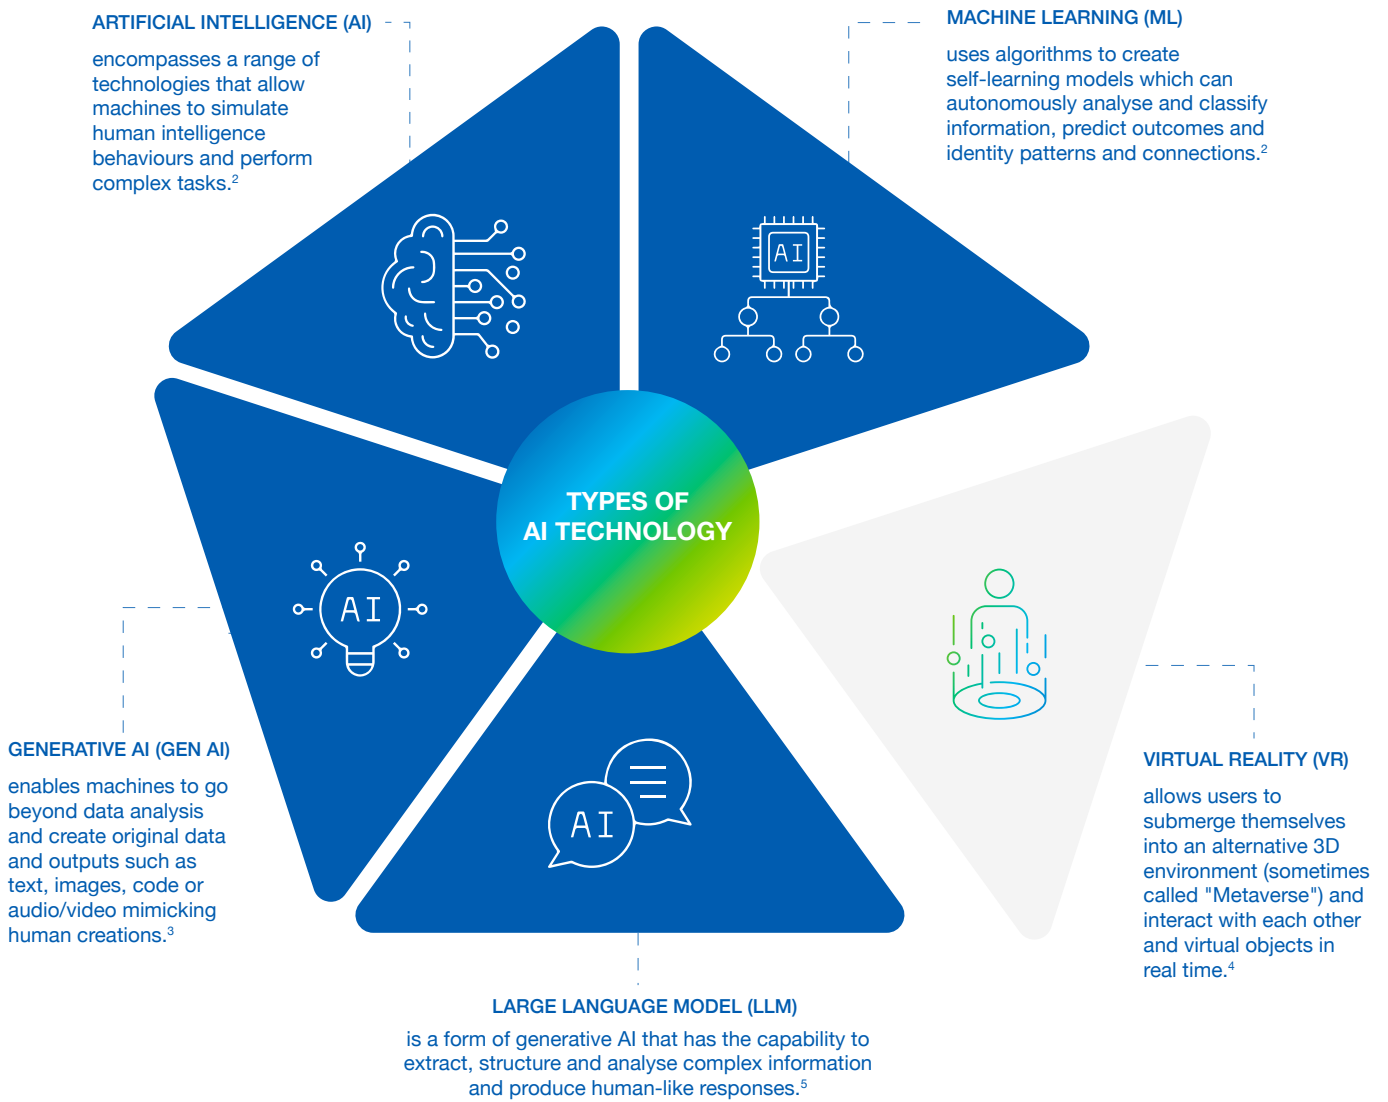 ARTIFICIAL INTELLIGENCE (AI)
encompasses a range of
technologies that allow
machines to simulate
human intelligence
behaviours and perform
complex tasks.²
MACHINE LEARNING (ML)
uses algorithms to create
self-learning models which can
autonomously analyse and classify
information, predict outcomes and
identity patterns and connections.²
AI
TYPES OF
AI TECHNOLOGY
AI
GENERATIVE AI (GEN AI)
enables machines to go
beyond data analysis
and create original data
and outputs such as
text, images, code or
audio/video mimicking
human creations.³
AI
VIRTUAL REALITY (VR)
allows users to
submerge themselves
into an alternative 3D
environment (sometimes
called "Metaverse") and
interact with each other
and virtual objects in
real time.⁴
LARGE LANGUAGE MODEL (LLM)
is a form of generative AI that has the capability to
extract, structure and analyse complex information
and produce human-like responses.⁵